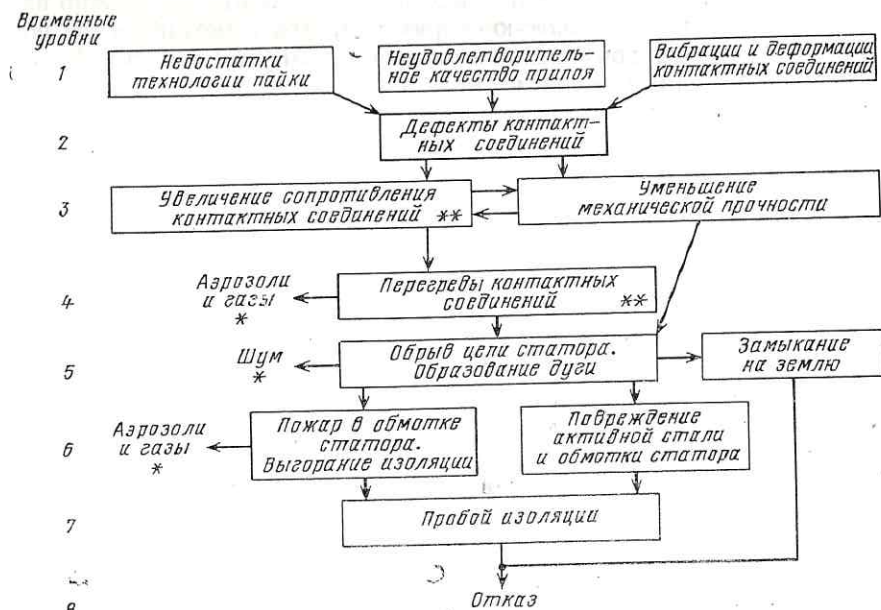 Временные
уровни
1
Недостатки
технологии пайки
Неудовлетворитель-
ное качество припоя
Вибрации и деформации
контактных соединений
2
Дефекты контакт-
ных соединений
3
Увеличение сопротивления
контактных соединений **
Уменьшение
механической прочности
4
Аэрозоли
и газы
*
Перегревы контактных
соединений **
5
Шум
*
Обрыв цепи статора.
Образование дуги
Замыкание
на землю
6
Аэрозоли
и газы
*
Пожар в обмотке
статора.
Выгорание изоляции
Повреждение
активной стали
и обмотки статора
7
Пробой изоляции
8
Отказ